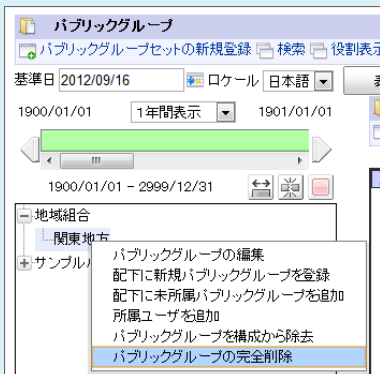 パブリックグループ
パブリックグループセットの新規登録 検索 役割表示
基準日 2012/09/16 ロケール 日本語
1900/01/01 1年間表示 1901/01/01
1900/01/01 - 2999/12/31
地域組合
関東地方
サンプル
パブリックグループの編集
配下に新規パブリックグループを登録
配下に未所属パブリックグループを追加
所属ユーザを追加
パブリックグループを構成から除去
パブリックグループの完全削除